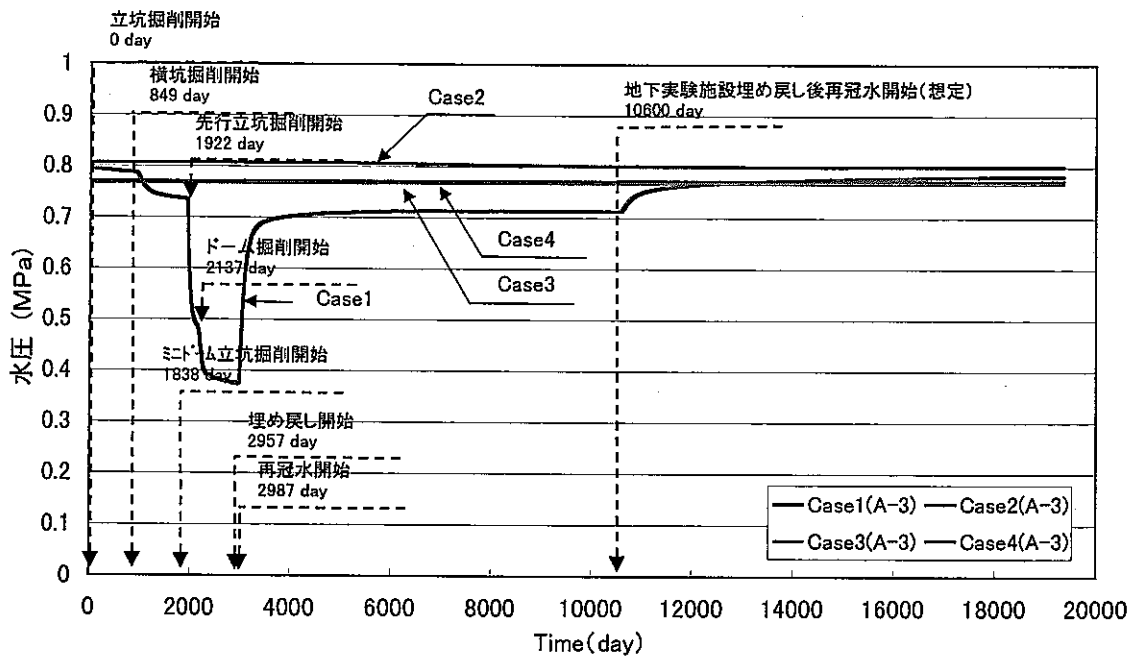 立坑掘削開始
0 day
横坑掘削開始
849 day
先行立坑掘削開始
1922 day
Case2
地下実験施設埋め戻し後再冠水開始(想定)
10600 day
ドーム掘削開始
2137 day
Case1
Case4
Case3
ミニドーム立坑掘削開始
1838 day
埋め戻し開始
2957 day
再冠水開始
2987 day
Case1(A-3) Case2(A-3)
Case3(A-3) Case4(A-3)
水圧 (MPa)
1
0.9
0.8
0.7
0.6
0.5
0.4
0.3
0.2
0.1
0
0 2000 4000 6000 8000 10000 12000 14000 16000 18000 20000
Time(day)